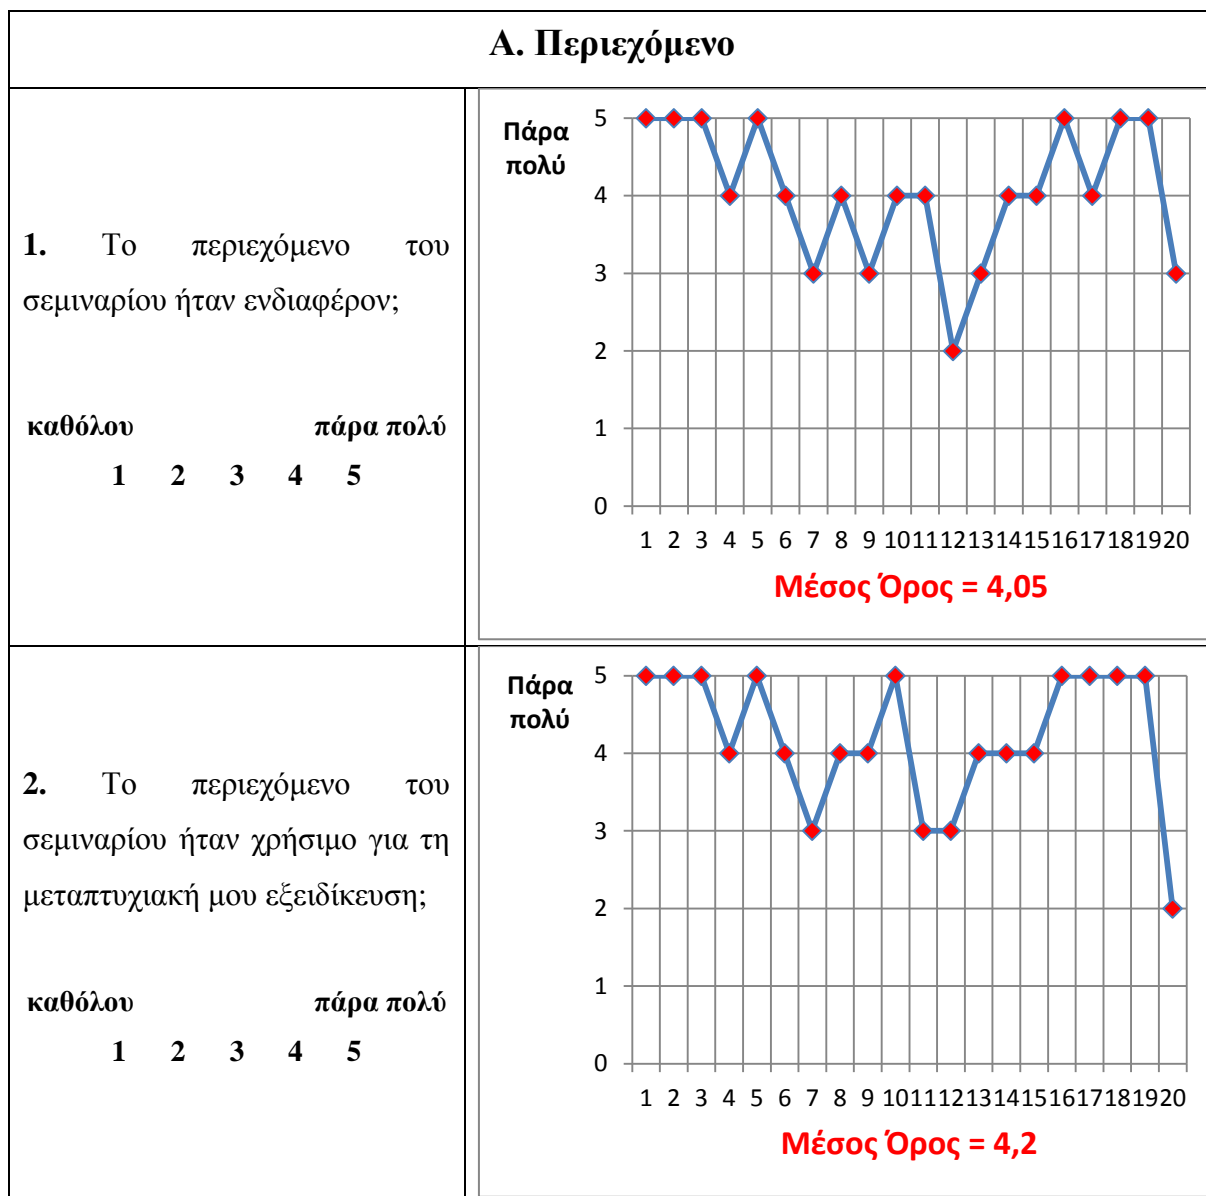 Α. Περιεχόμενο
1. Το περιεχόμενο του
σεμιναρίου ήταν ενδιαφέρον;
καθόλου πάρα πολύ
1 2 3 4 5
Πάρα
πολύ
5
4
3
2
1
0
1 2 3 4 5 6 7 8 9 10 11 12 13 14 15 16 17 18 19 20
Μέσος Όρος = 4,05
2. Το περιεχόμενο του
σεμιναρίου ήταν χρήσιμο για τη
μεταπτυχιακή μου εξειδίκευση;
καθόλου πάρα πολύ
1 2 3 4 5
Πάρα
πολύ
5
4
3
2
1
0
1 2 3 4 5 6 7 8 9 10 11 12 13 14 15 16 17 18 19 20
Μέσος Όρος = 4,2